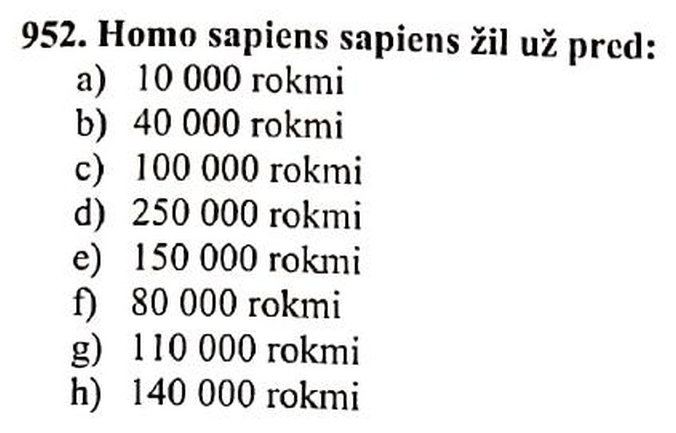 952. Homo sapiens sapiens žil už pred:
a) 10 000 rokmi
b) 40 000 rokmi
c) 100 000 rokmi
d) 250 000 rokmi
e) 150 000 rokmi
f) 80 000 rokmi
g) 110 000 rokmi
h) 140 000 rokmi